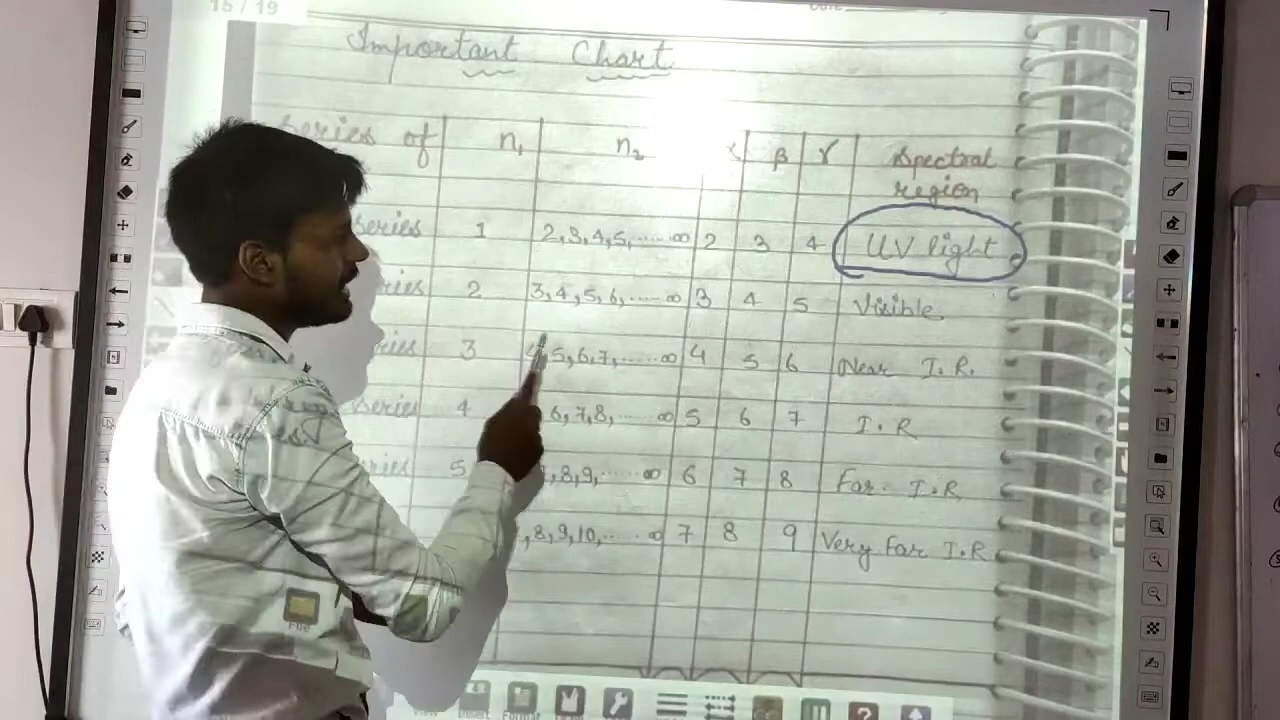 15 / 19
Important Chart
Series of n₁ n₂ α β γ Spectral region
series 1 2,3,4,5,.....∞ 2 3 4 UV light
series 2 3,4,5,6,.....∞ 3 4 5 Visible
series 3 4,5,6,7,.....∞ 4 5 6 Near I.R.
series 4 6,7,8,.....∞ 5 6 7 I.R
series 5 8,9,.....∞ 6 7 8 Far I.R
,8,9,10,.....∞ 7 8 9 Very far I.R
File